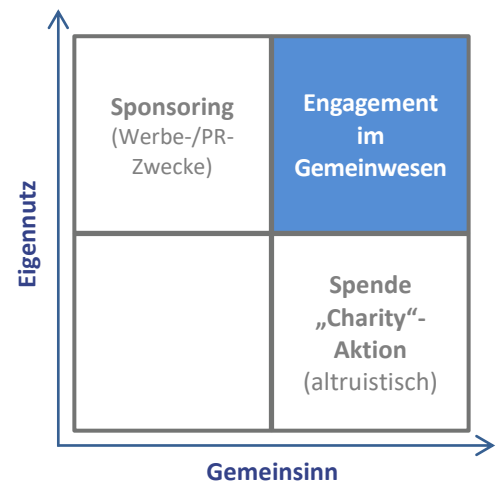 Eigennutz
Sponsoring
(Werbe-/PR-
Zwecke)
Engagement
im
Gemeinwesen
Spende
„Charity“-
Aktion
(altruistisch)
Gemeinsinn